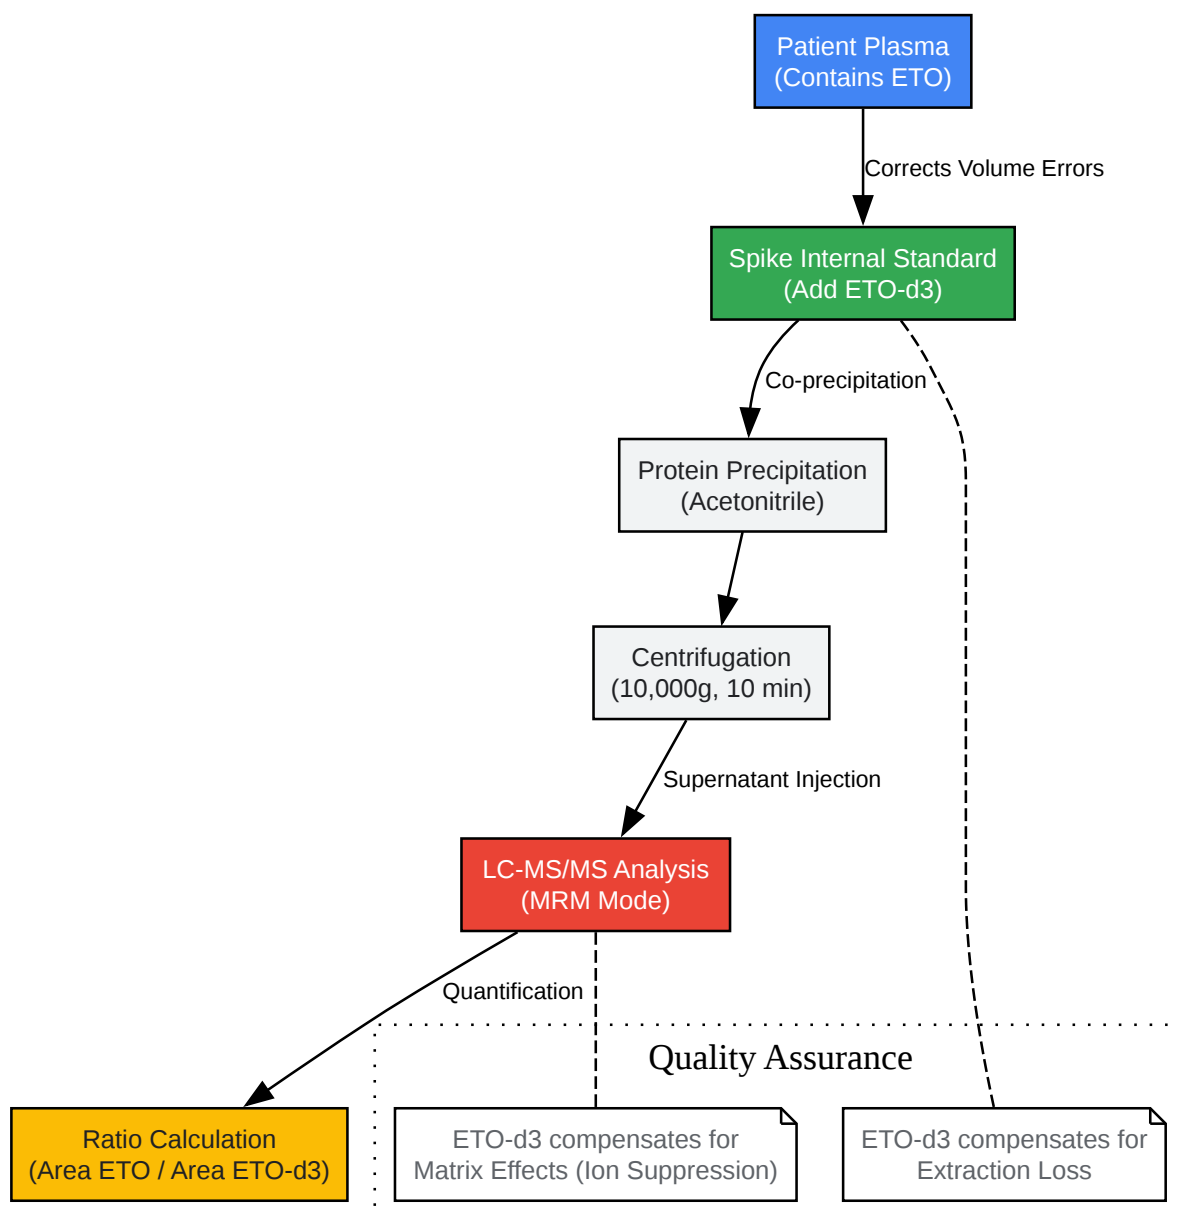 Patient Plasma
(Contains ETO)
Corrects Volume Errors
Spike Internal Standard
(Add ETO-d3)
Co-precipitation
Protein Precipitation
(Acetonitrile)
Centrifugation
(10,000g, 10 min)
Supernatant Injection
LC-MS/MS Analysis
(MRM Mode)
Quantification
Quality Assurance
Ratio Calculation
(Area ETO / Area ETO-d3)
ETO-d3 compensates for
Matrix Effects (Ion Suppression)
ETO-d3 compensates for
Extraction Loss